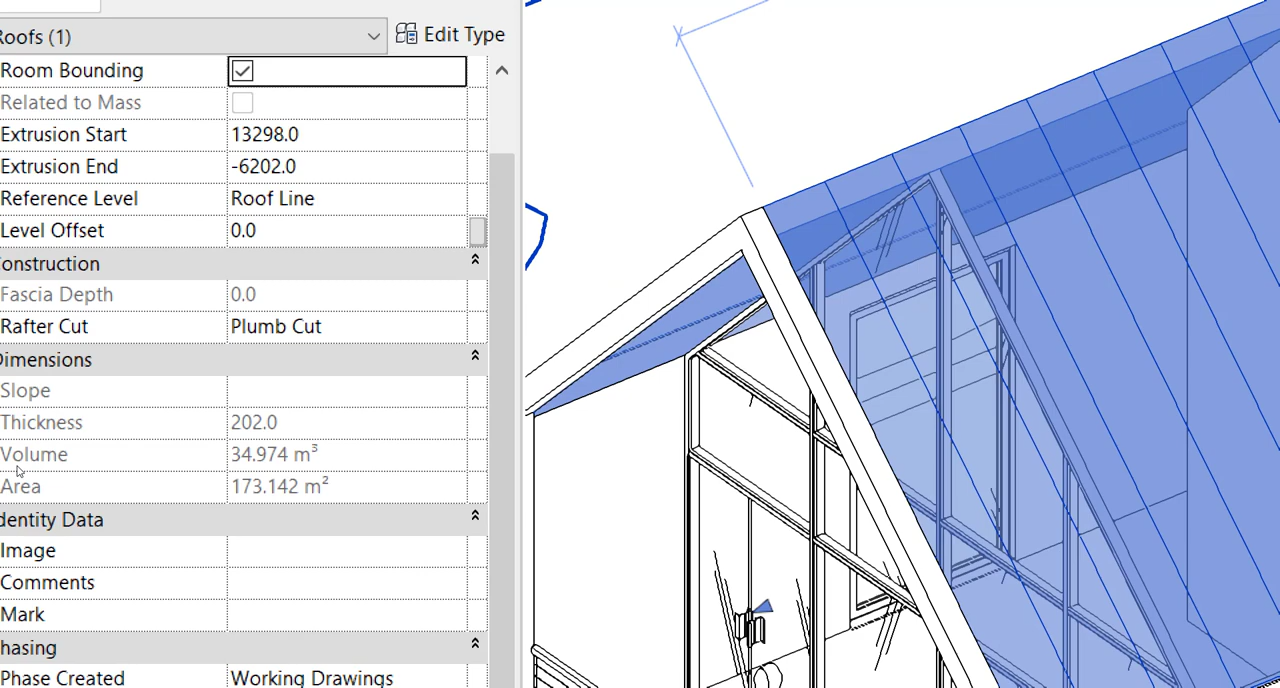 Roofs (1) Edit Type
Room Bounding
Related to Mass
Extrusion Start 13298.0
Extrusion End -6202.0
Reference Level Roof Line
Level Offset 0.0
onstruction
Fascia Depth 0.0
Rafter Cut Plumb Cut
Dimensions
Slope
Thickness 202.0
Volume 34.974 m³
Area 173.142 m²
dentity Data
Image
Comments
Mark
hasing
Phase Created Working Drawings